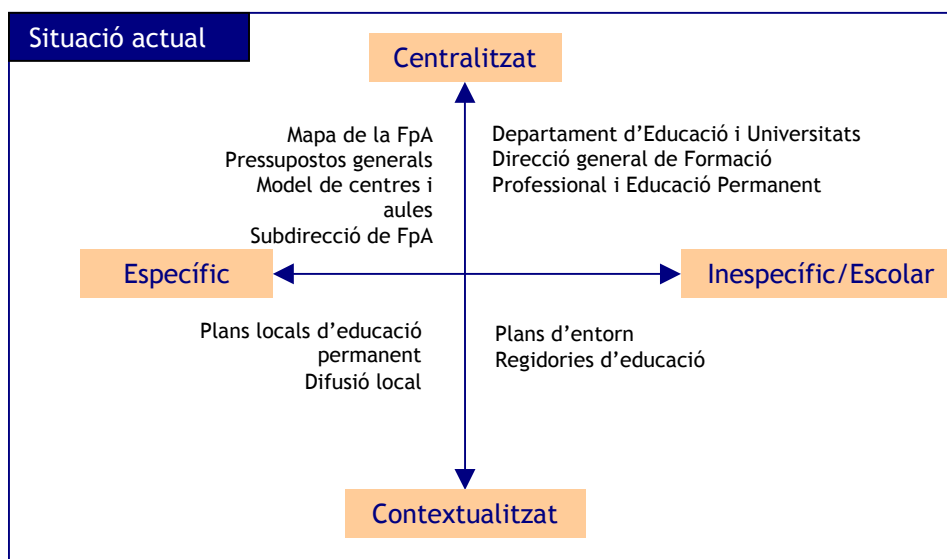 Situació actual
Centralitzat
Mapa de la FpA
Pressupostos generals
Model de centres i
aules
Subdirecció de FpA
Departament d’Educació i Universitats
Direcció general de Formació
Professional i Educació Permanent
Específic
Inespecífic/Escolar
Plans locals d’educació
permanent
Difusió local
Plans d’entorn
Regidories d’educació
Contextualitzat